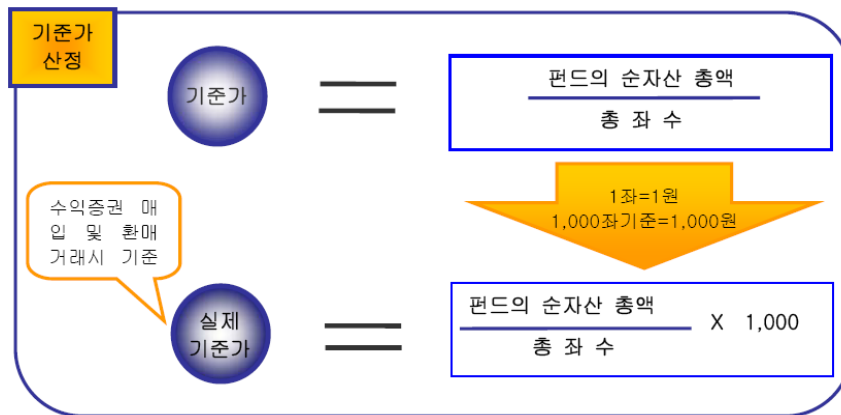 기준가
산정
기준가
펀드의 순자산 총액
총 좌 수
1좌=1원
1,000좌기준=1,000원
수익증권 매
입 및 환매
거래시 기준
실제
기준가
펀드의 순자산 총액
총 좌 수
X 1,000